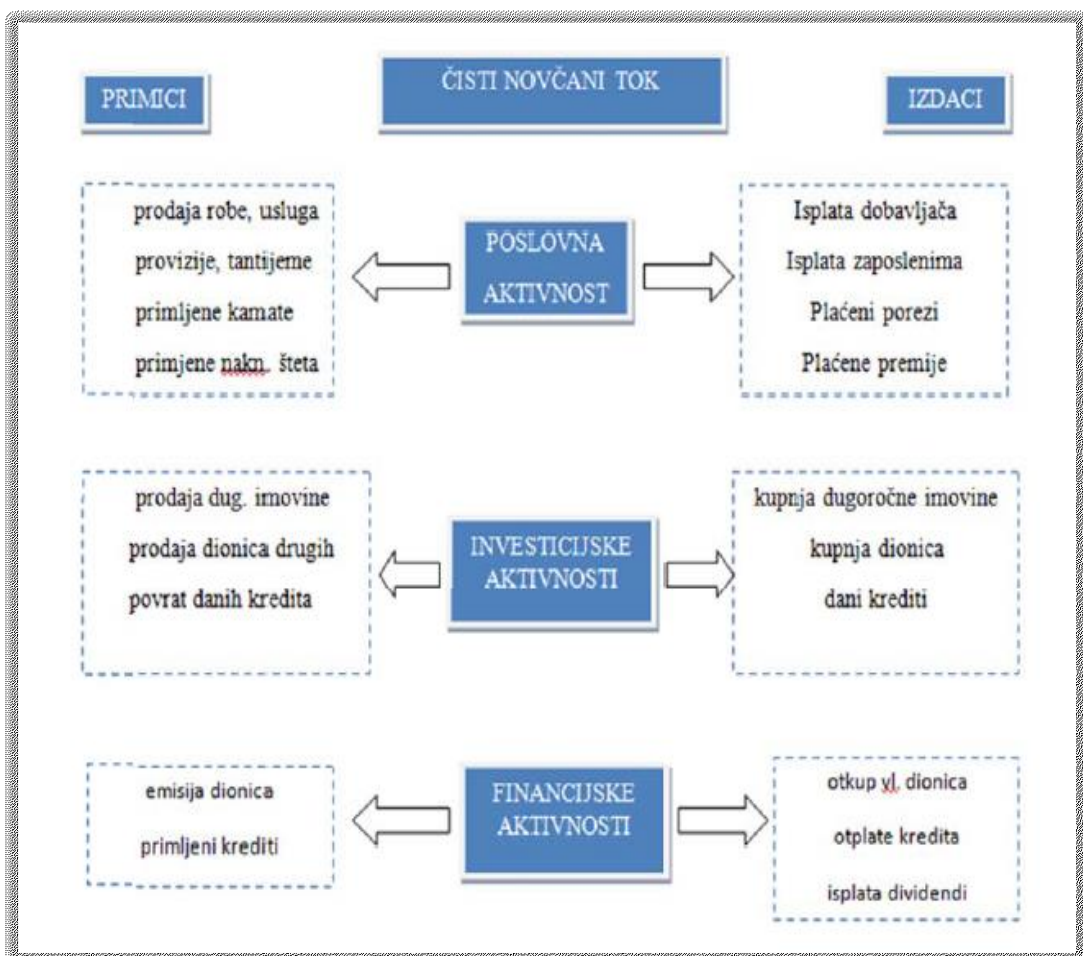 PRIMICI
ČISTI NOVČANI TOK
IZDACI
prodaja robe, usluga
provizije, tantijeme
primljene kamate
primjene nakn. šteta
POSLOVNA
AKTIVNOST
Isplata dobavljača
Isplata zaposlenima
Plaćeni porezi
Plaćene premije
prodaja dug. imovine
prodaja dionica drugih
povrat danih kredita
INVESTICIJSKE
AKTIVNOSTI
kupnja dugoročne imovine
kupnja dionica
dani krediti
emisija dionica
primljeni krediti
FINANCIJSKE
AKTIVNOSTI
otkup vl. dionica
otplate kredita
isplata dividendi